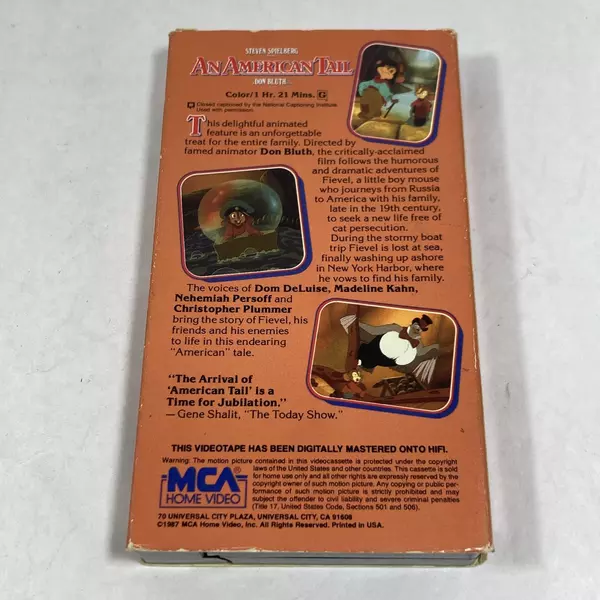 STEVEN SPIELBERG
AN AMERICAN TAIL
DON BLUTH
Color/1 Hr. 21 Mins. G
Closed captioned by the National Captioning Institute
Used with permission.
This delightful animated
feature is an unforgettable
treat for the entire family. Directed by
famed animator Don Bluth, the critically-acclaimed
film follows the humorous
and dramatic adventures of
Fievel, a little boy mouse
who journeys from Russia
to America with his family,
late in the 19th century,
to seek a new life free of
cat persecution.
During the stormy boat
trip Fievel is lost at sea,
finally washing up ashore
in New York Harbor, where
he vows to find his family.
The voices of Dom DeLuise, Madeline Kahn,
Nehemiah Persoff and
Christopher Plummer
bring the story of Fievel, his
friends and his enemies
to life in this endearing
"American" tale.
"The Arrival of
'American Tail' is a
Time for Jubilation."
— Gene Shalit, "The Today Show."
THIS VIDEOTAPE HAS BEEN DIGITALLY MASTERED ONTO HIFI.
Warning: The motion picture contained in this videocassette is protected under the copyright
laws of the United States and other countries. This cassette is sold
for home use only and all other rights are expressly reserved by the
copyright owner of such motion picture. Any copying or public per-
formance of such motion picture is strictly prohibited and may
subject the offender to civil liability and severe criminal penalties
(Title 17, United States Code, Sections 501 and 506).
MCA®
HOME VIDEO
70 UNIVERSAL CITY PLAZA, UNIVERSAL CITY, CA 91608
©1987 MCA Home Video, Inc. All Rights Reserved. Printed in USA.